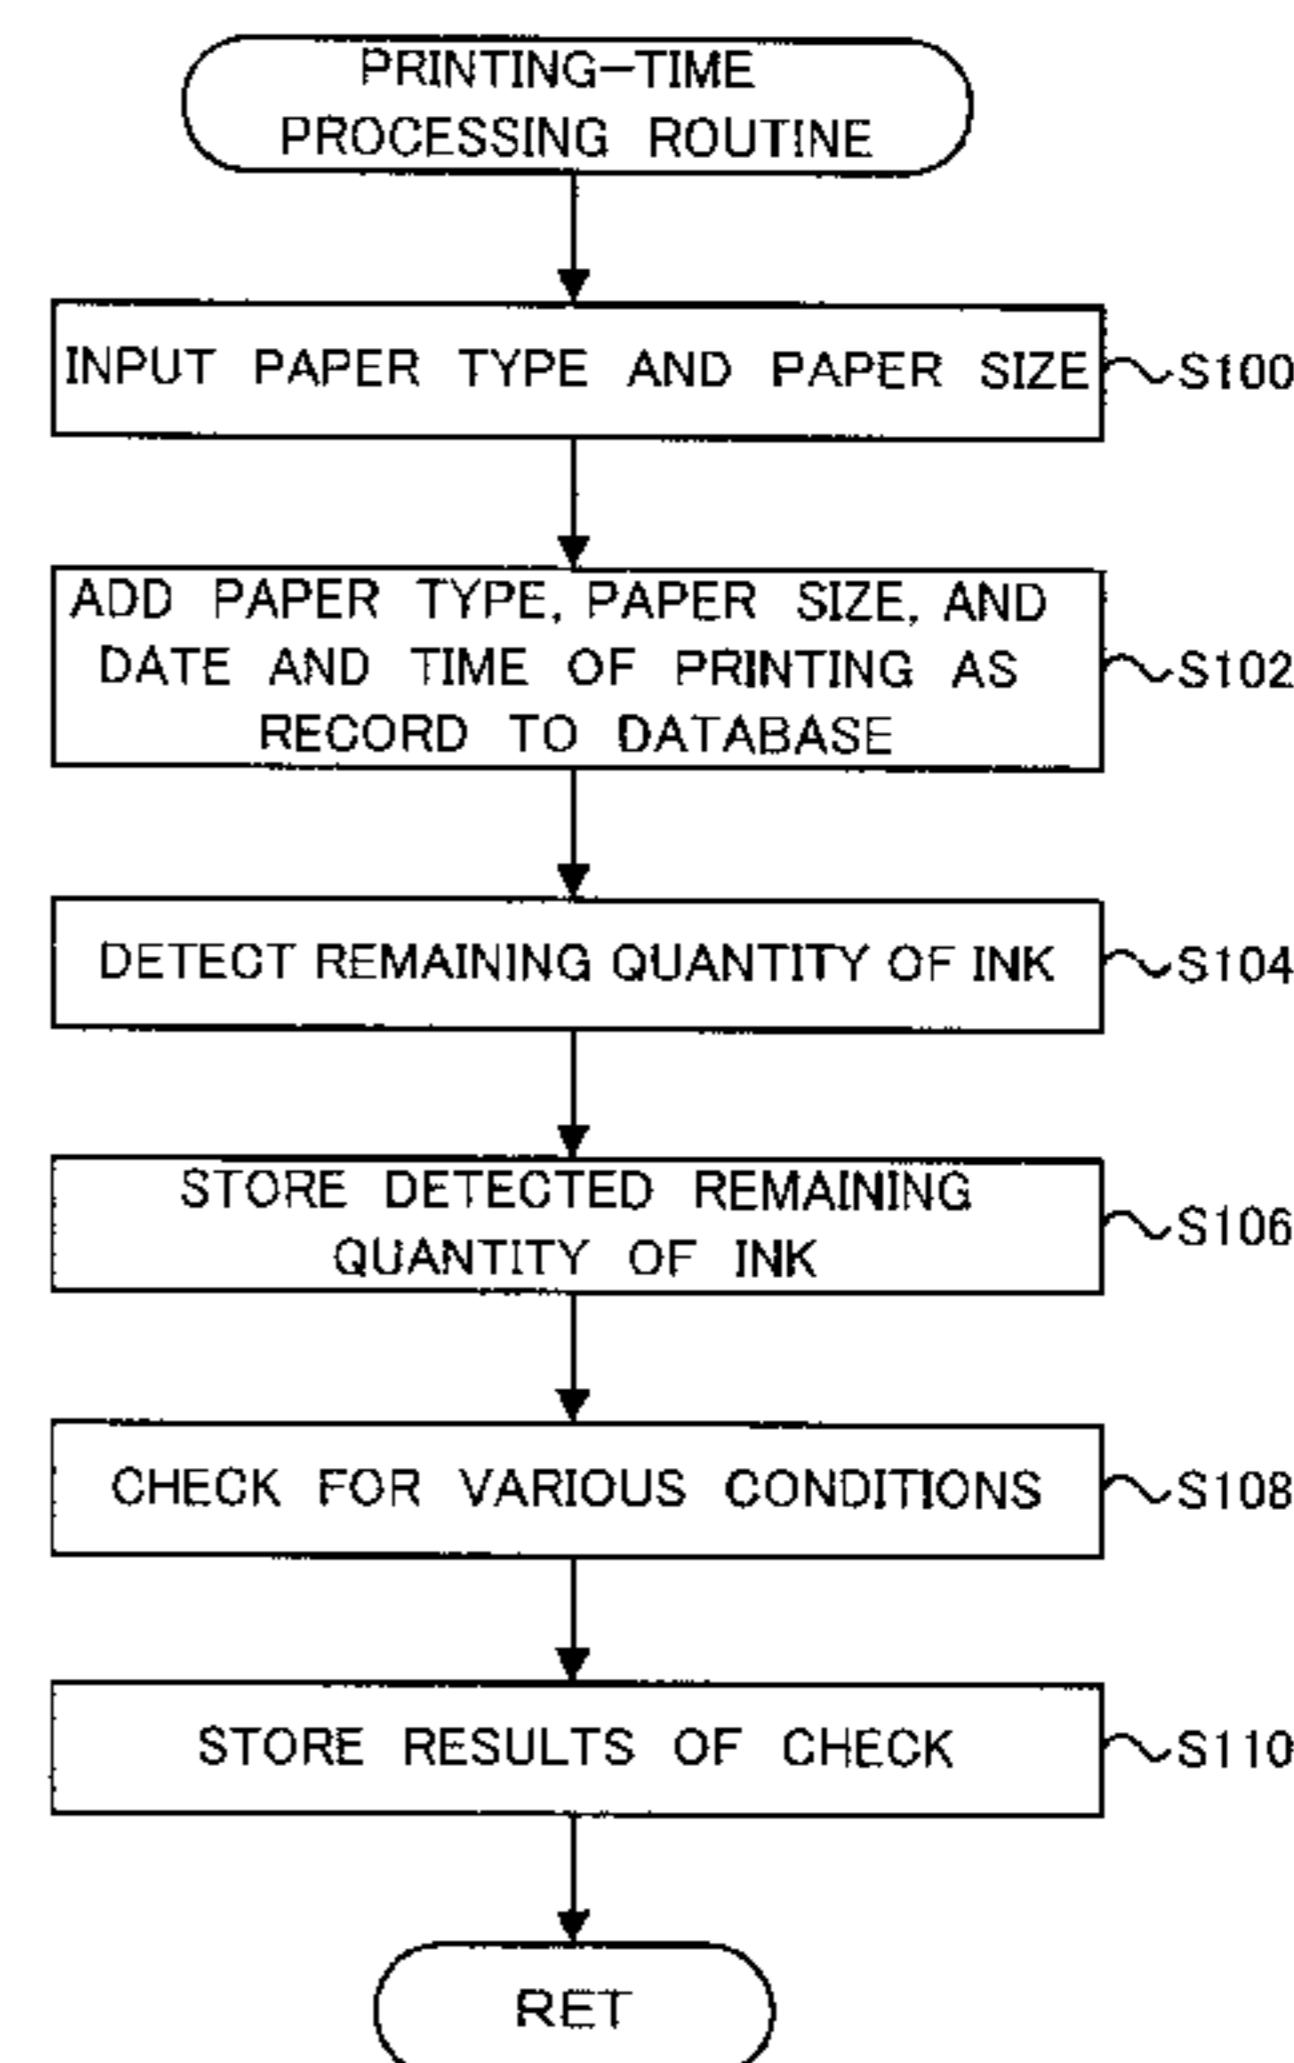 PRINTING-TIME
PROCESSING ROUTINE
INPUT PAPER TYPE AND PAPER SIZE
S100
ADD PAPER TYPE, PAPER SIZE, AND
DATE AND TIME OF PRINTING AS
RECORD TO DATABASE
S102
DETECT REMAINING QUANTITY OF INK
S104
STORE DETECTED REMAINING
QUANTITY OF INK
S106
CHECK FOR VARIOUS CONDITIONS
S108
STORE RESULTS OF CHECK
S110
RET